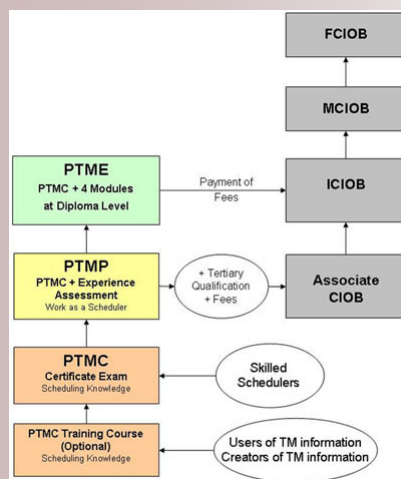 FCIOB
MCIOB
PTME
PTMC + 4 Modules
at Diploma Level
Payment of
Fees
ICIOB
PTMP
PTMC + Experience
Assessment
Work as a Scheduler
+ Tertiary
Qualification
+ Fees
Associate
CIOB
PTMC
Certificate Exam
Scheduling Knowledge
Skilled
Schedulers
PTMC Training Course
(Optional)
Scheduling Knowledge
Users of TM information
Creators of TM information